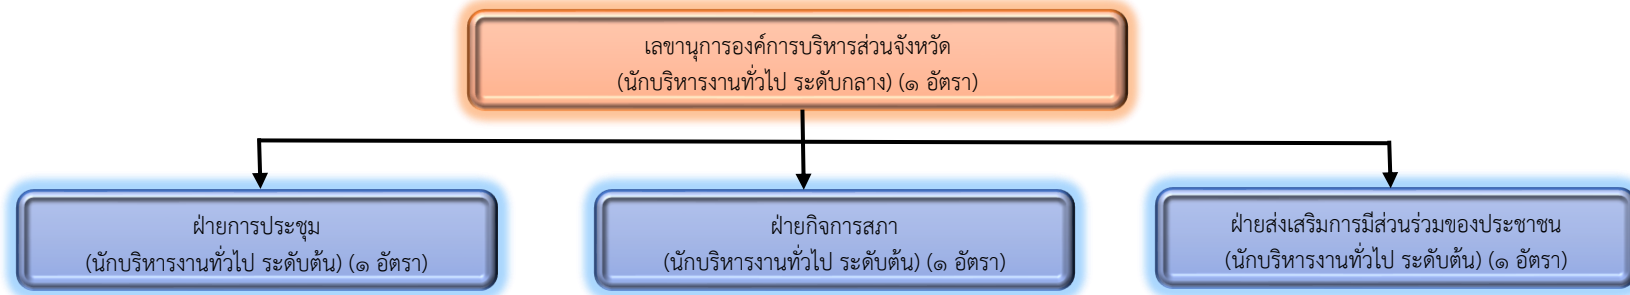 เลขานุการองค์การบริหารส่วนจังหวัด
(นักบริหารงานทั่วไป ระดับกลาง) (๑ อัตรา)
ฝ่ายการประชุม
(นักบริหารงานทั่วไป ระดับต้น) (๑ อัตรา)
ฝ่ายกิจการสภา
(นักบริหารงานทั่วไป ระดับต้น) (๑ อัตรา)
ฝ่ายส่งเสริมการมีส่วนร่วมของประชาชน
(นักบริหารงานทั่วไป ระดับต้น) (๑ อัตรา)